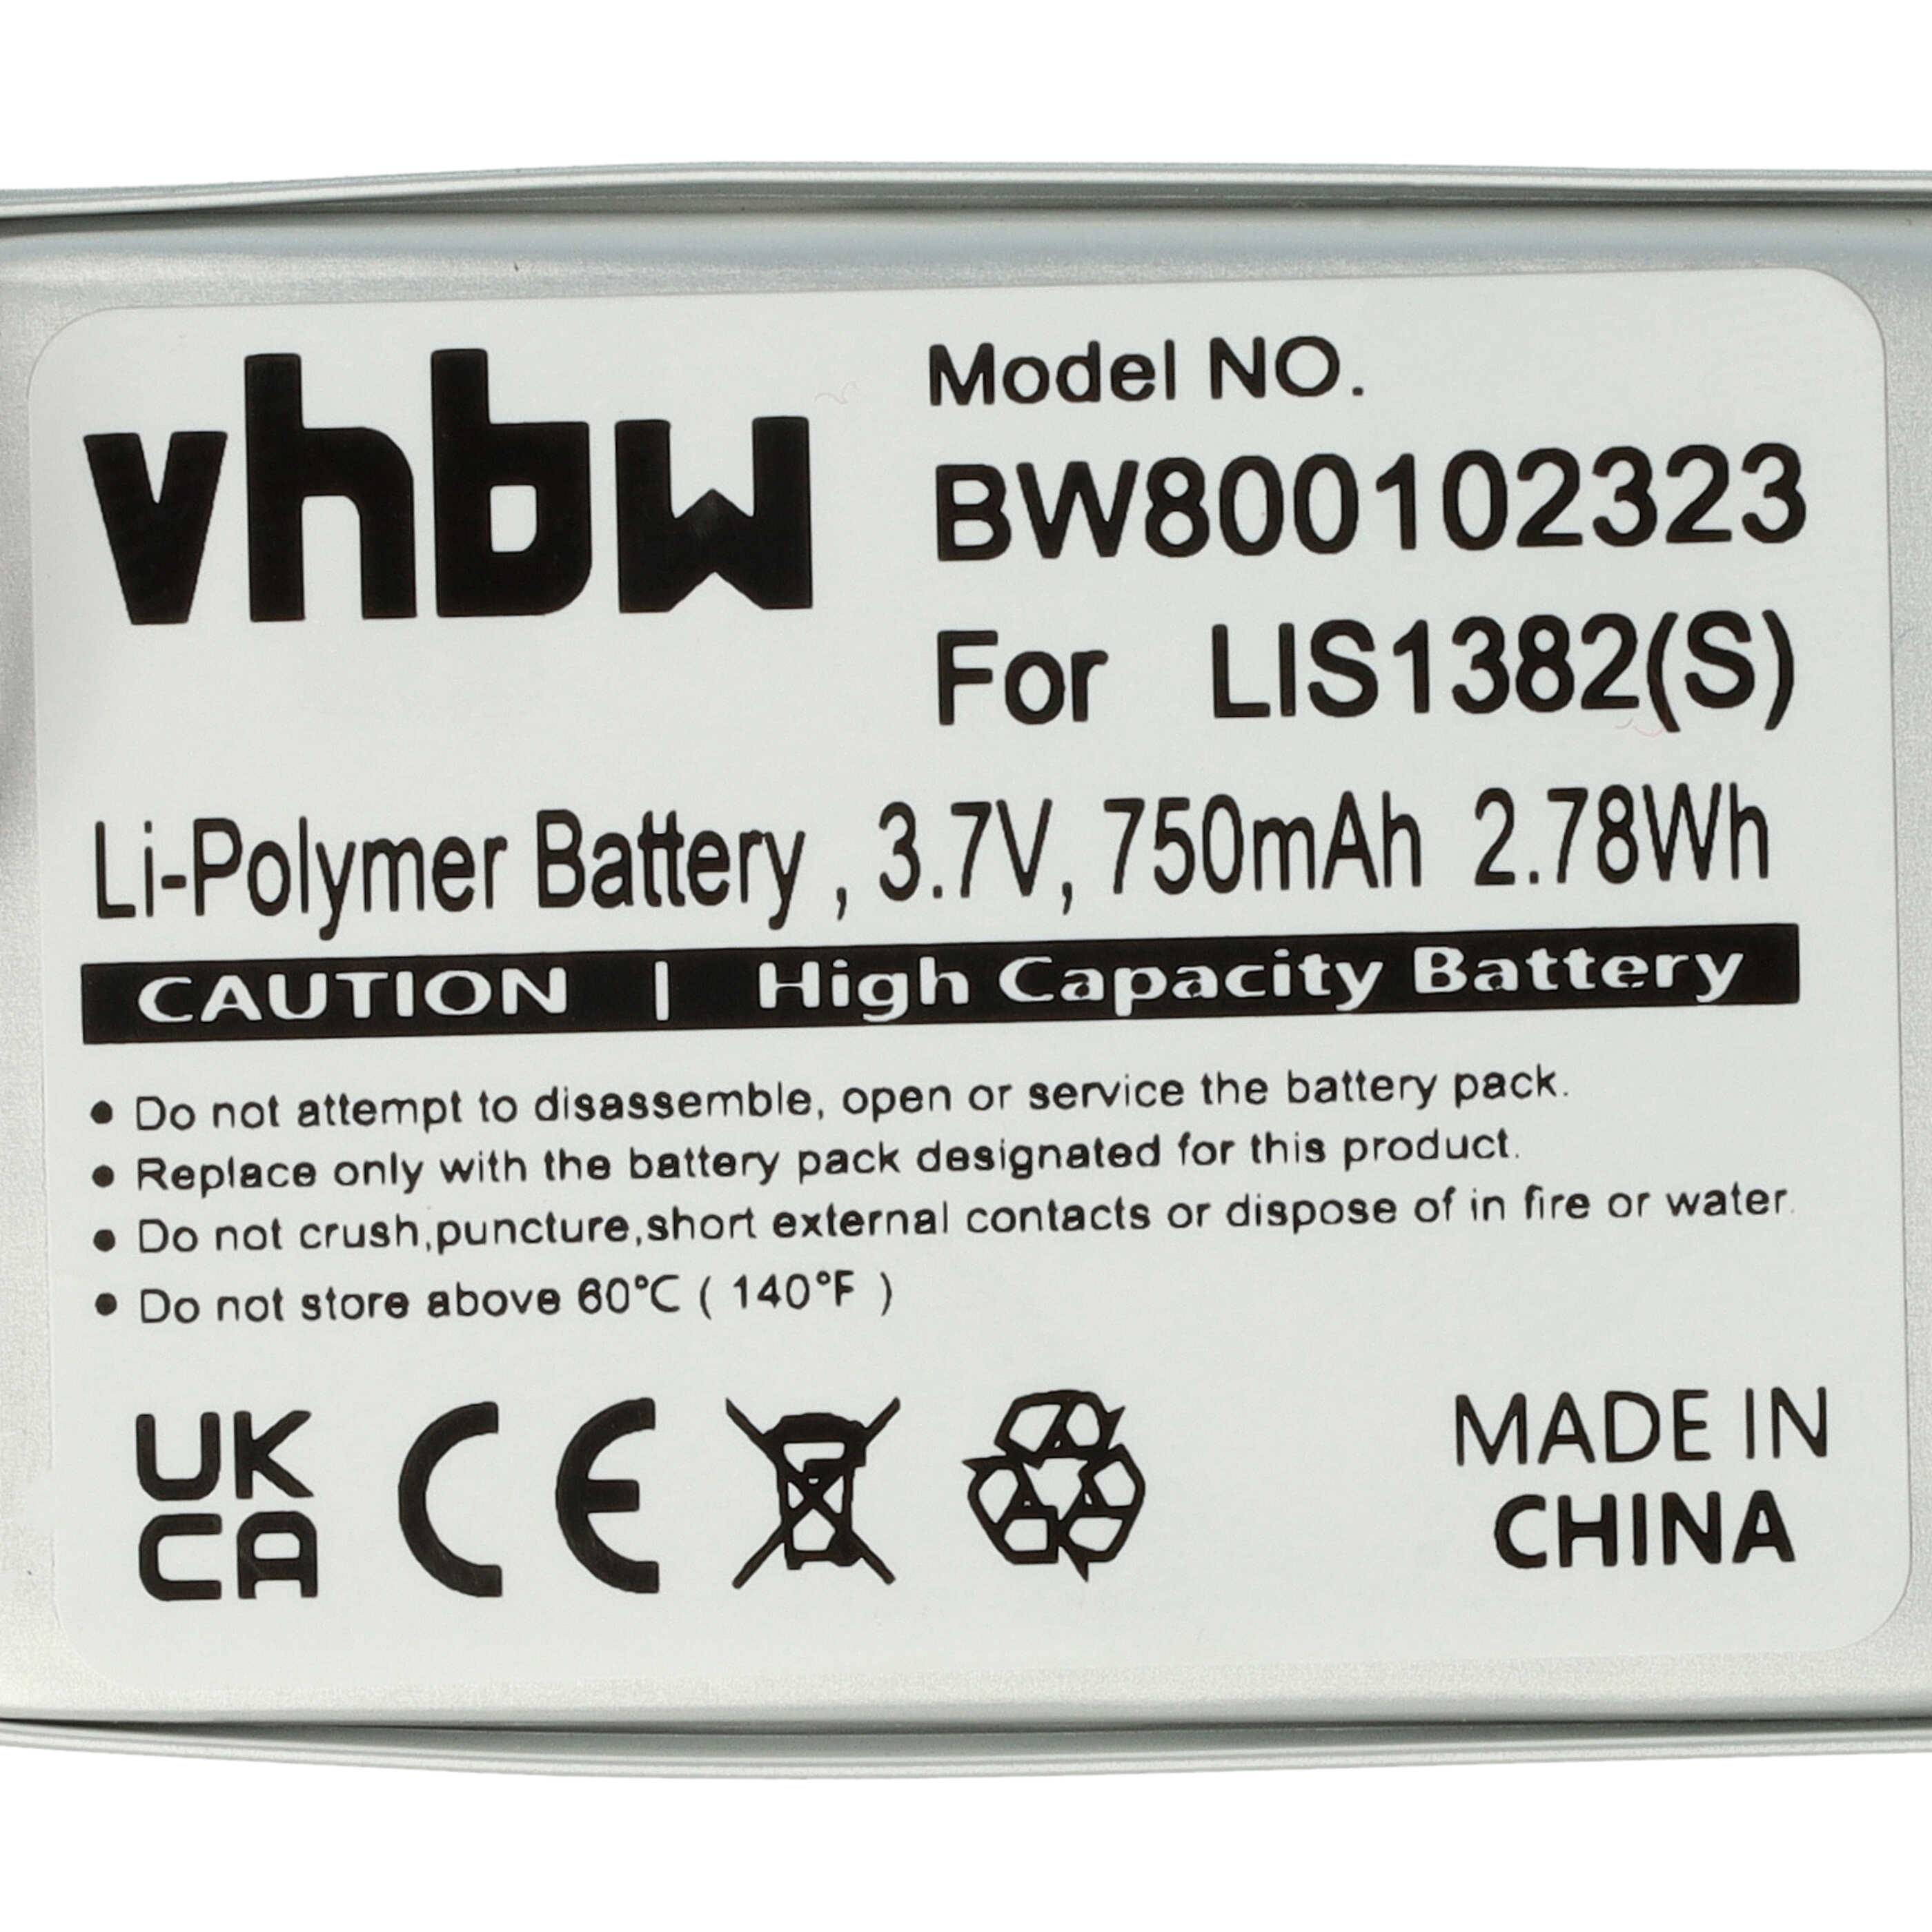 vhbw
Model NO.
BW800102323
For LIS1382(S)
Li-Polymer Battery , 3.7V, 750mAh 2.78Wh
CAUTION | High Capacity Battery
• Do not attempt to disassemble, open or service the battery pack.
• Replace only with the battery pack designated for this product.
• Do not crush,puncture,short external contacts or dispose of in fire or water.
• Do not store above 60°C ( 140°F )
UK
CA
CE
MADE IN
CHINA